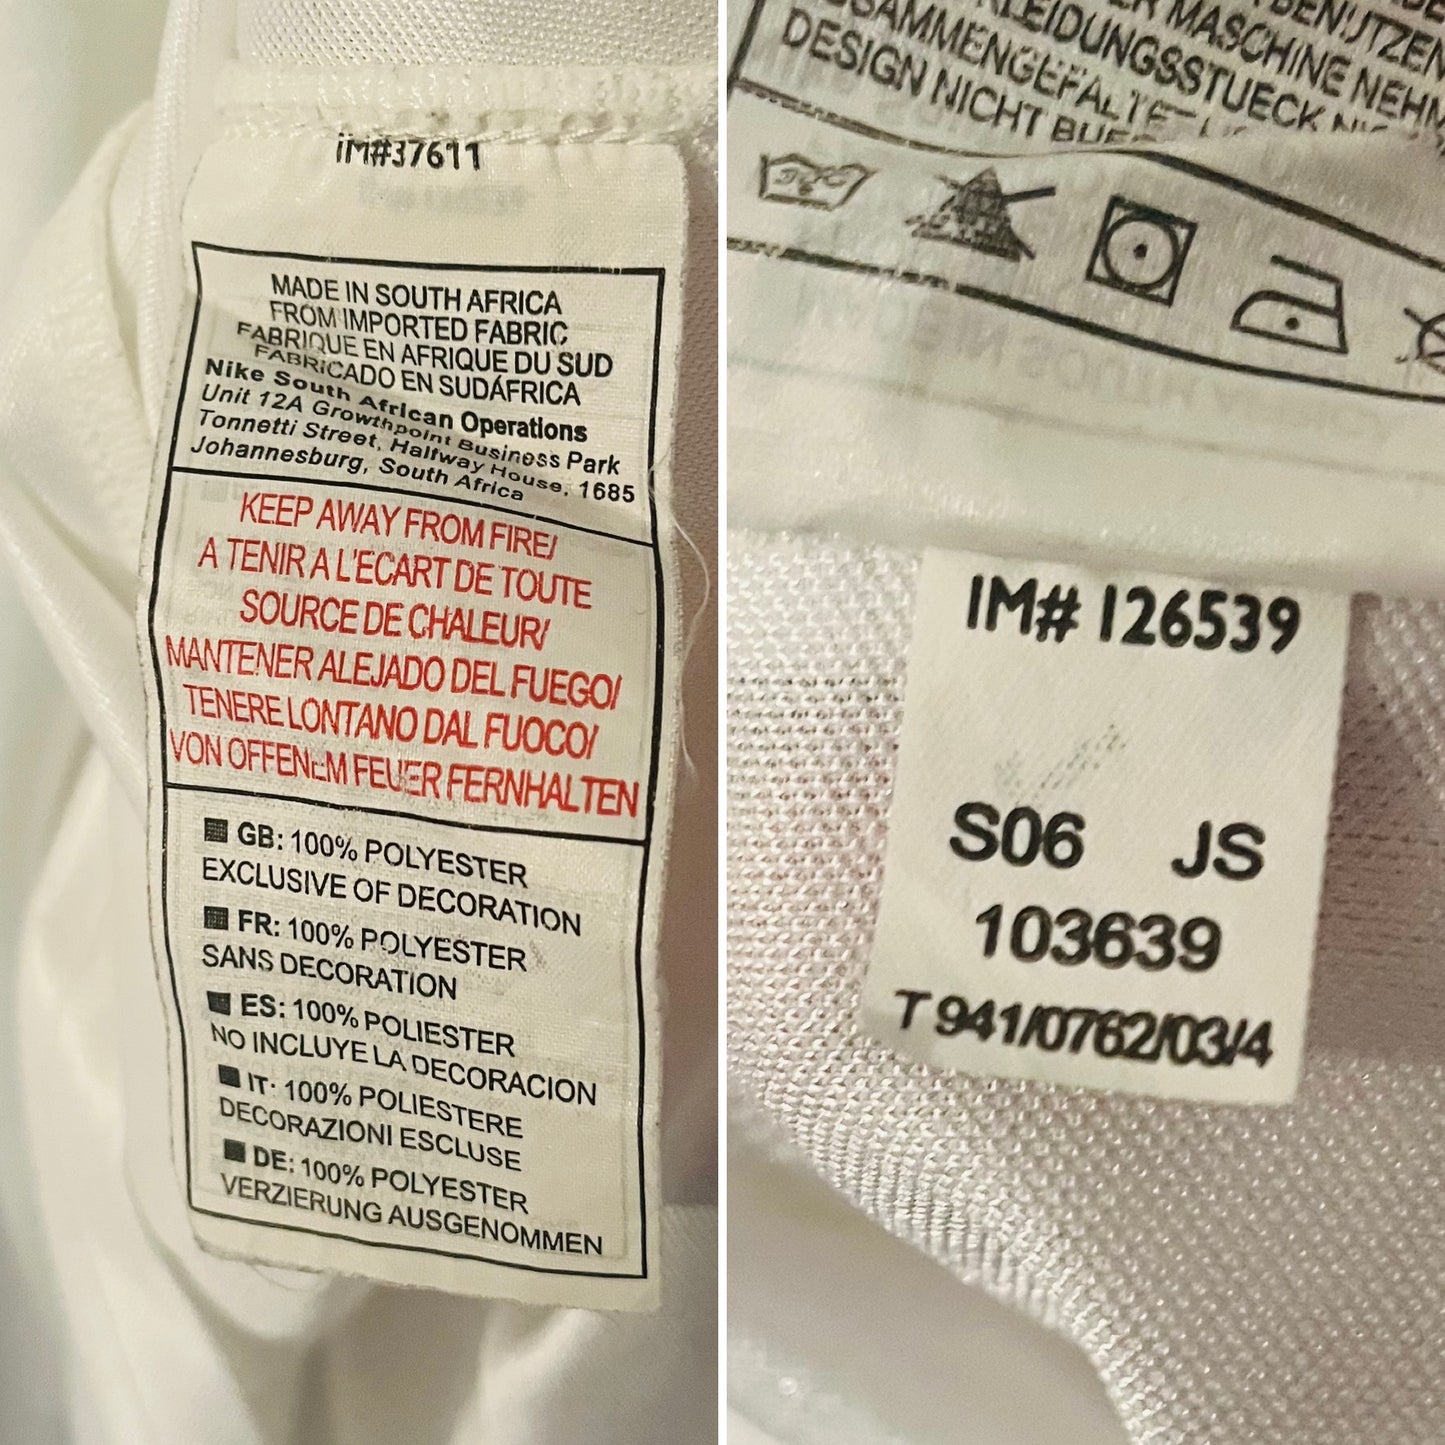 IM#37611
MADE IN SOUTH AFRICA
FROM IMPORTED FABRIC
FABRIQUE EN AFRIQUE DU SUD
FABRICADO EN SUDÁFRICA
Nike South African Operations
Unit 12A Growthpoint Business Park
Tonnetti Street, Halfway House, 1685
Johannesburg, South Africa
KEEP AWAY FROM FIRE/
A TENIR A L'ECART DE TOUTE
SOURCE DE CHALEUR/
MANTENER ALEJADO DEL FUEGO/
TENERE LONTANO DAL FUOCO/
VON OFFENEM FEUER FERNHALTEN
GB: 100% POLYESTER
EXCLUSIVE OF DECORATION
FR: 100% POLYESTER
SANS DECORATION
ES: 100% POLIESTER
NO INCLUYE LA DECORACION
IT: 100% POLIESTERE
DECORAZIONI ESCLUSE
DE: 100% POLYESTER
VERZIERUNG AUSGENOMMEN
MASCHINE NEHM
DESIGN NICHT
IM# 126539
S06 JS
103639
T 941/0762/03/4